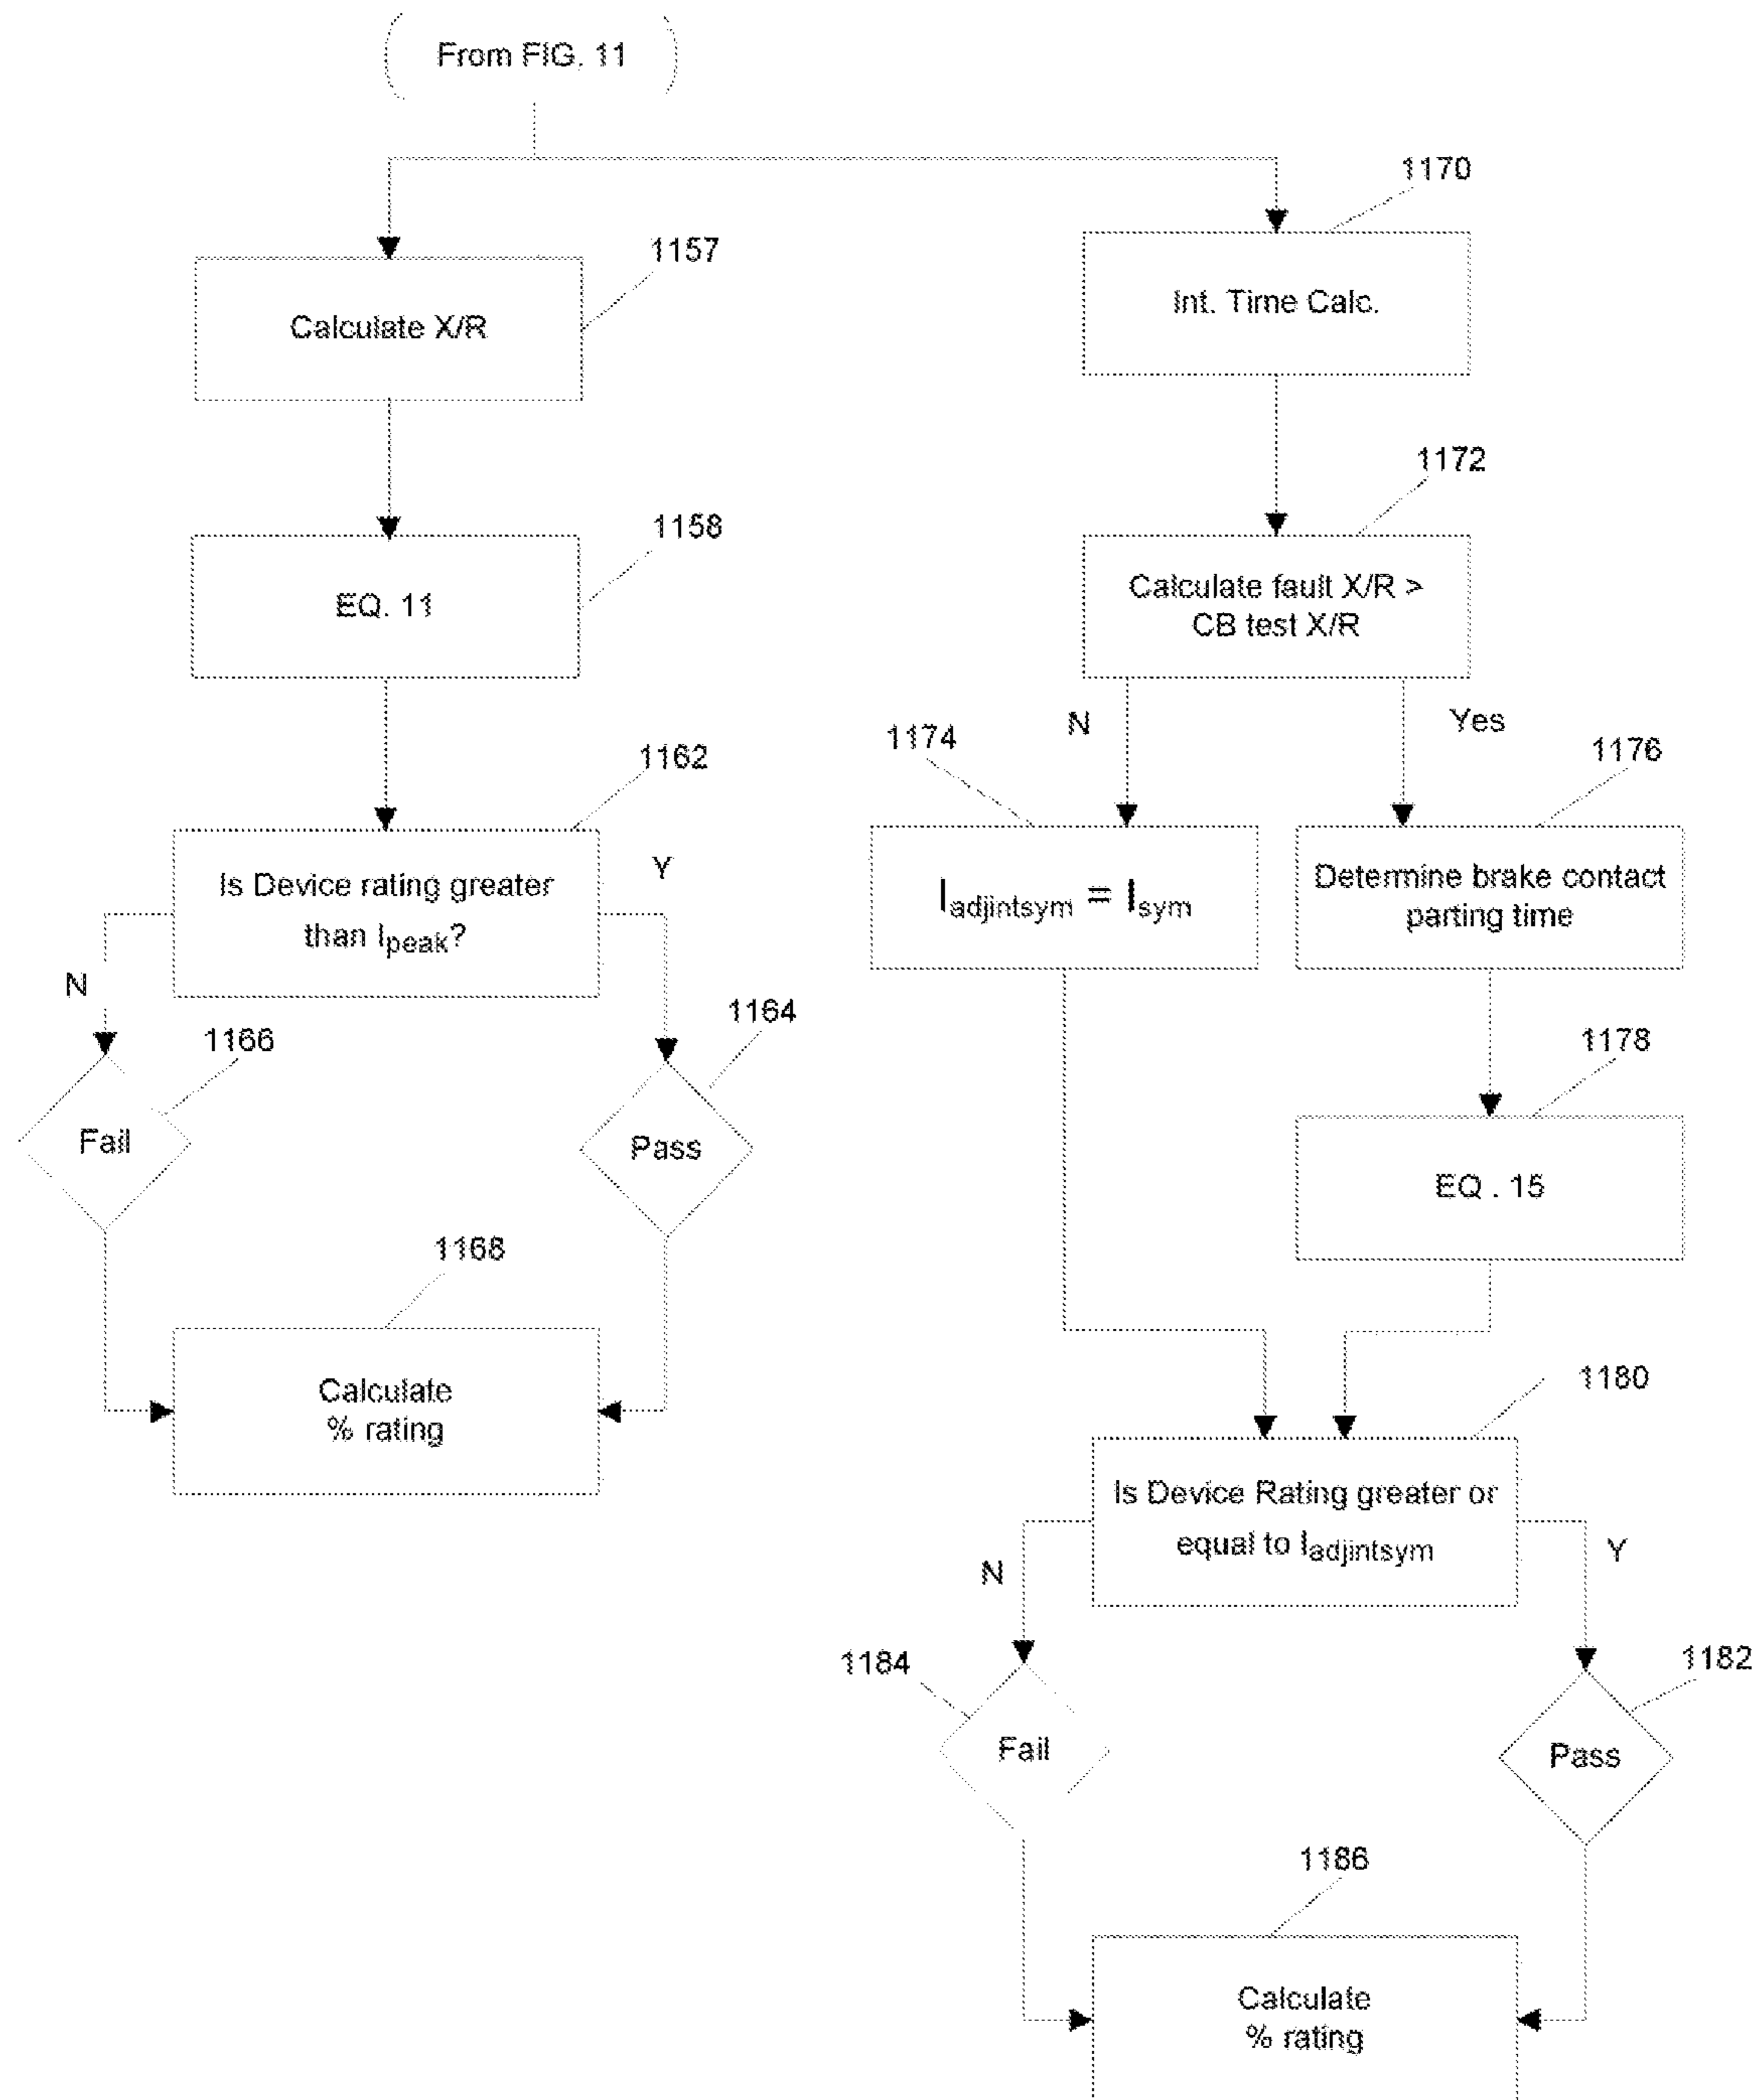 From FIG. 11
1170
1157
Calculate X/R
Int. Time Calc.
1172
1158
EQ. 11
Calculate fault X/R >
CB test X/R
N
Yes
1162
1174
1176
Is Device rating greater
than Ipeak?
N
Y
Iadjintsym = Isym
Determine brake contact
parting time
1166
1164
1178
Fail
Pass
EQ . 15
1168
Calculate
% rating
1180
Is Device Rating greater or
equal to Iadjintsym
N
Y
1184
1182
Fail
Pass
1186
Calculate
% rating